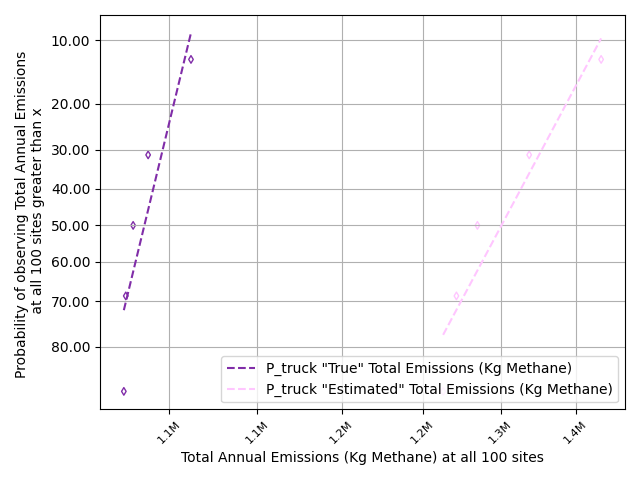 10.00
20.00
30.00
40.00
50.00
60.00
70.00
80.00
Probability of observing Total Annual Emissions
at all 100 sites greater than x
P_truck "True" Total Emissions (Kg Methane)
P_truck "Estimated" Total Emissions (Kg Methane)
1.1M
1.1M
1.2M
1.2M
1.3M
1.4M
Total Annual Emissions (Kg Methane) at all 100 sites